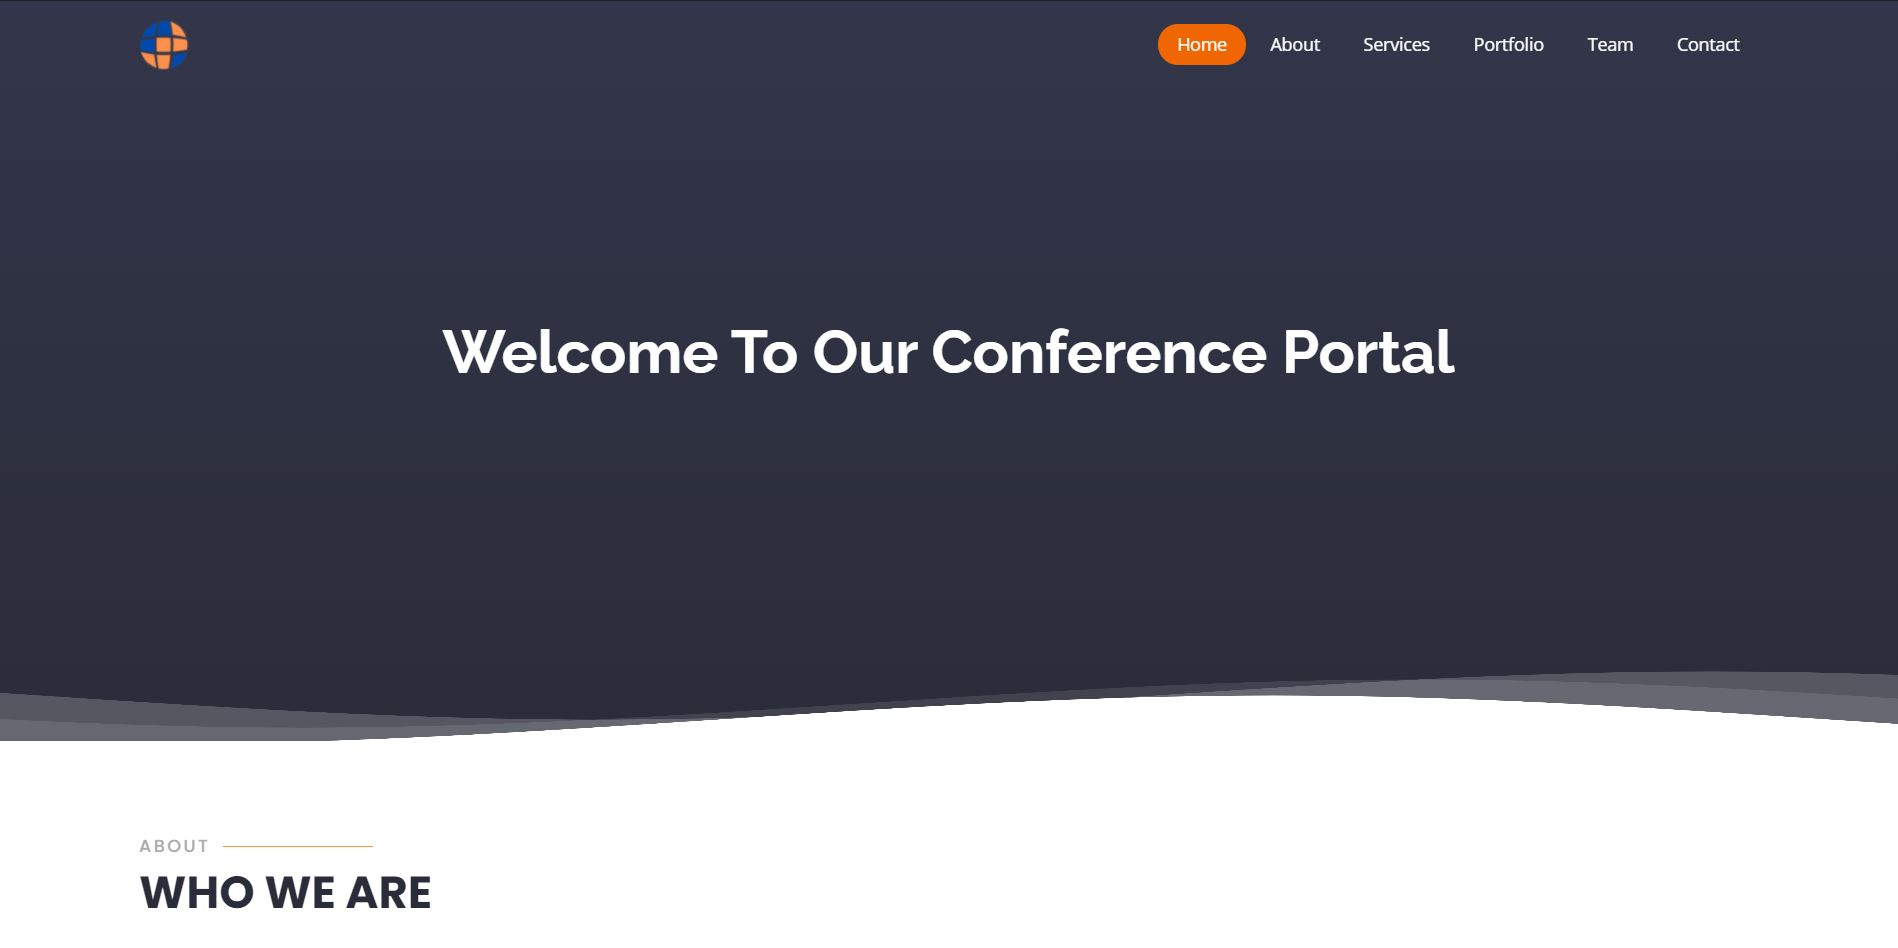 Home About Services Portfolio Team Contact
Welcome To Our Conference Portal
ABOUT
WHO WE ARE